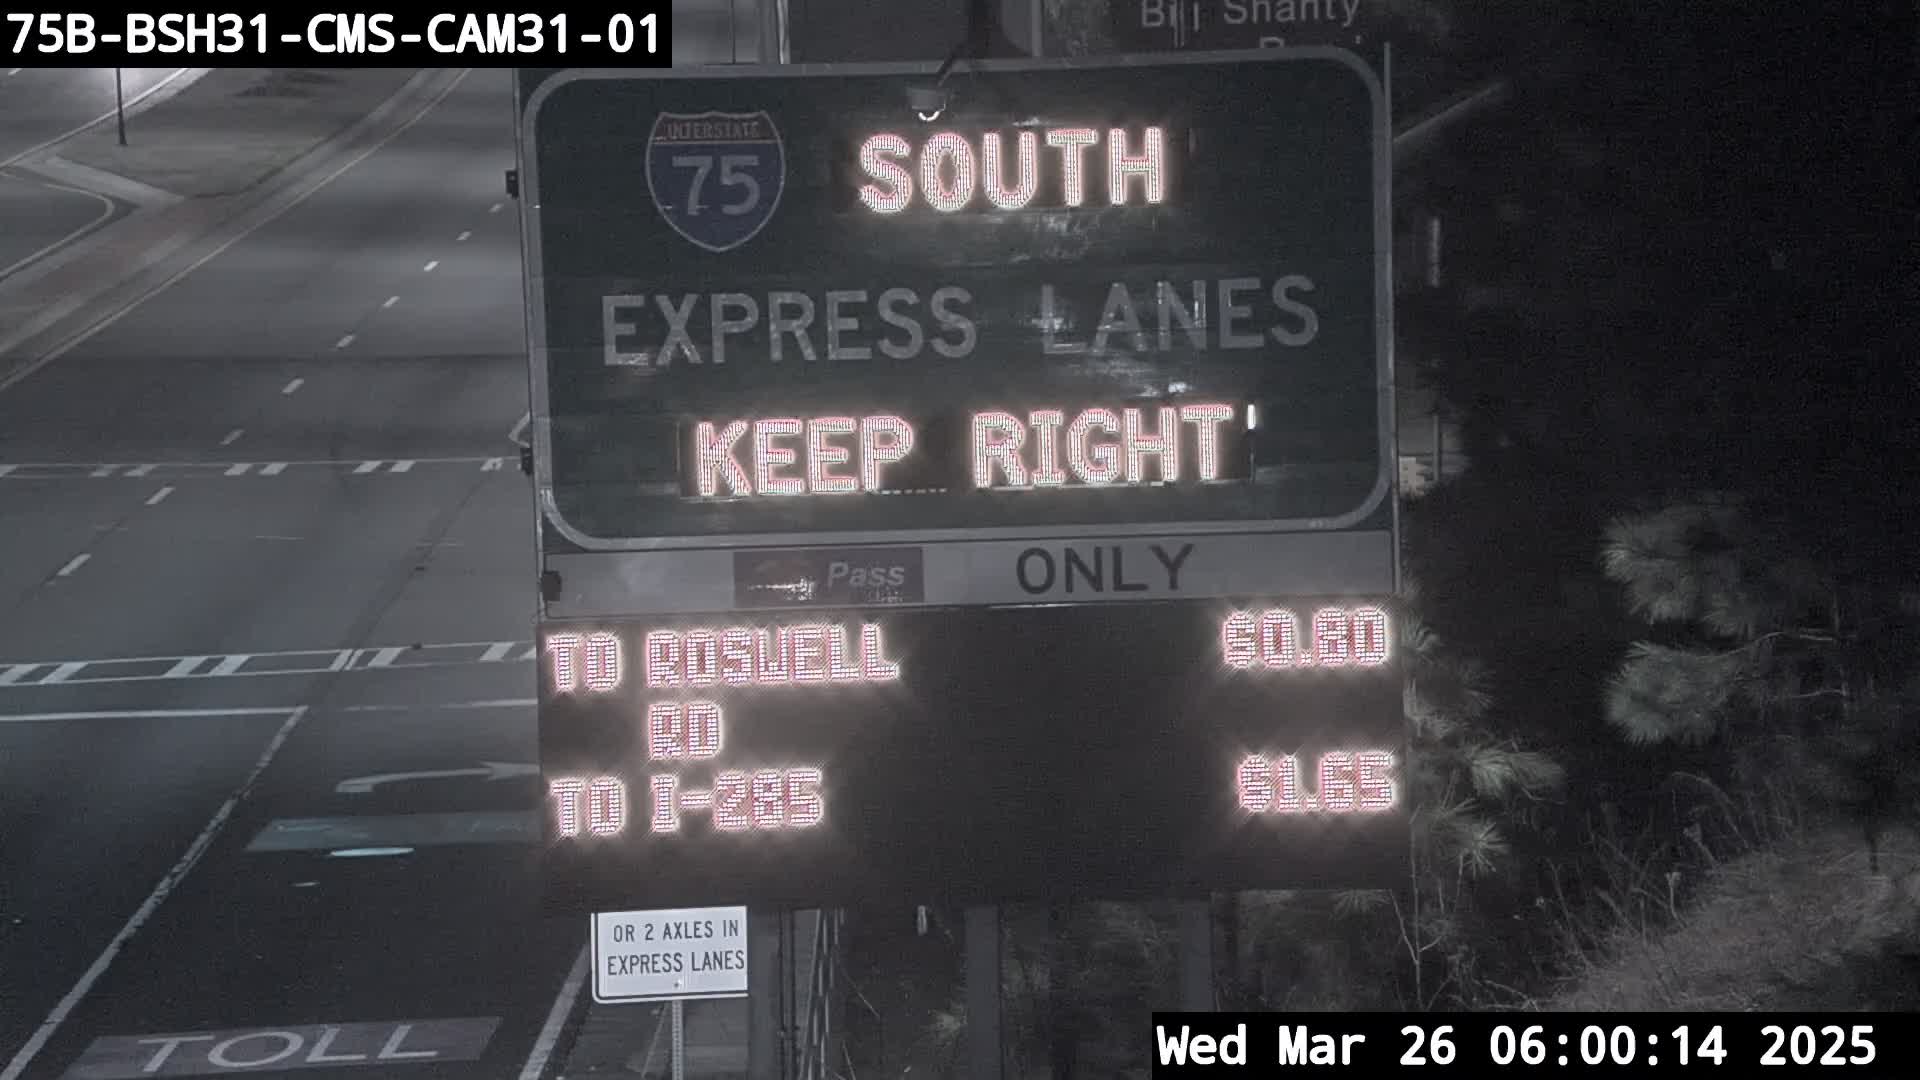 75B-BSH31-CMS-CAM31-01
Shanty
INTERSTATE
75
SOUTH
EXPRESS LANES
KEEP RIGHT
Pass
ONLY
TO ROSWELL $0.80
RD
TO I-285 $1.65
OR 2 AXLES IN
EXPRESS LANES
TOLL
Wed Mar 26 06:00:14 2025